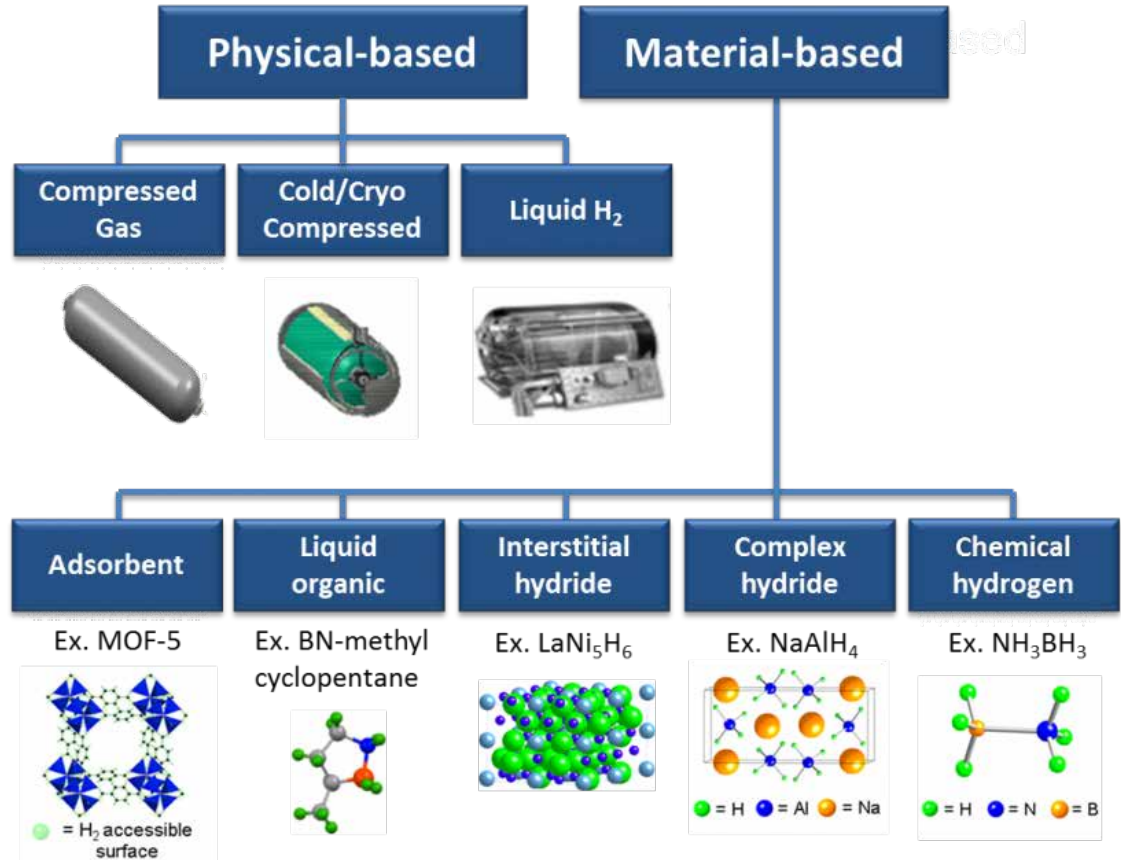 Physical-based
Material-based
Compressed
Gas
Cold/Cryo
Compressed
Liquid H₂
Adsorbent
Liquid
organic
Interstitial
hydride
Complex
hydride
Chemical
hydrogen
Ex. MOF-5
Ex. BN-methyl
cyclopentane
Ex. LaNi₅H₆
Ex. NaAlH₄
Ex. NH₃BH₃
= H₂ accessible
surface
= H = Al = Na
= H = N = B